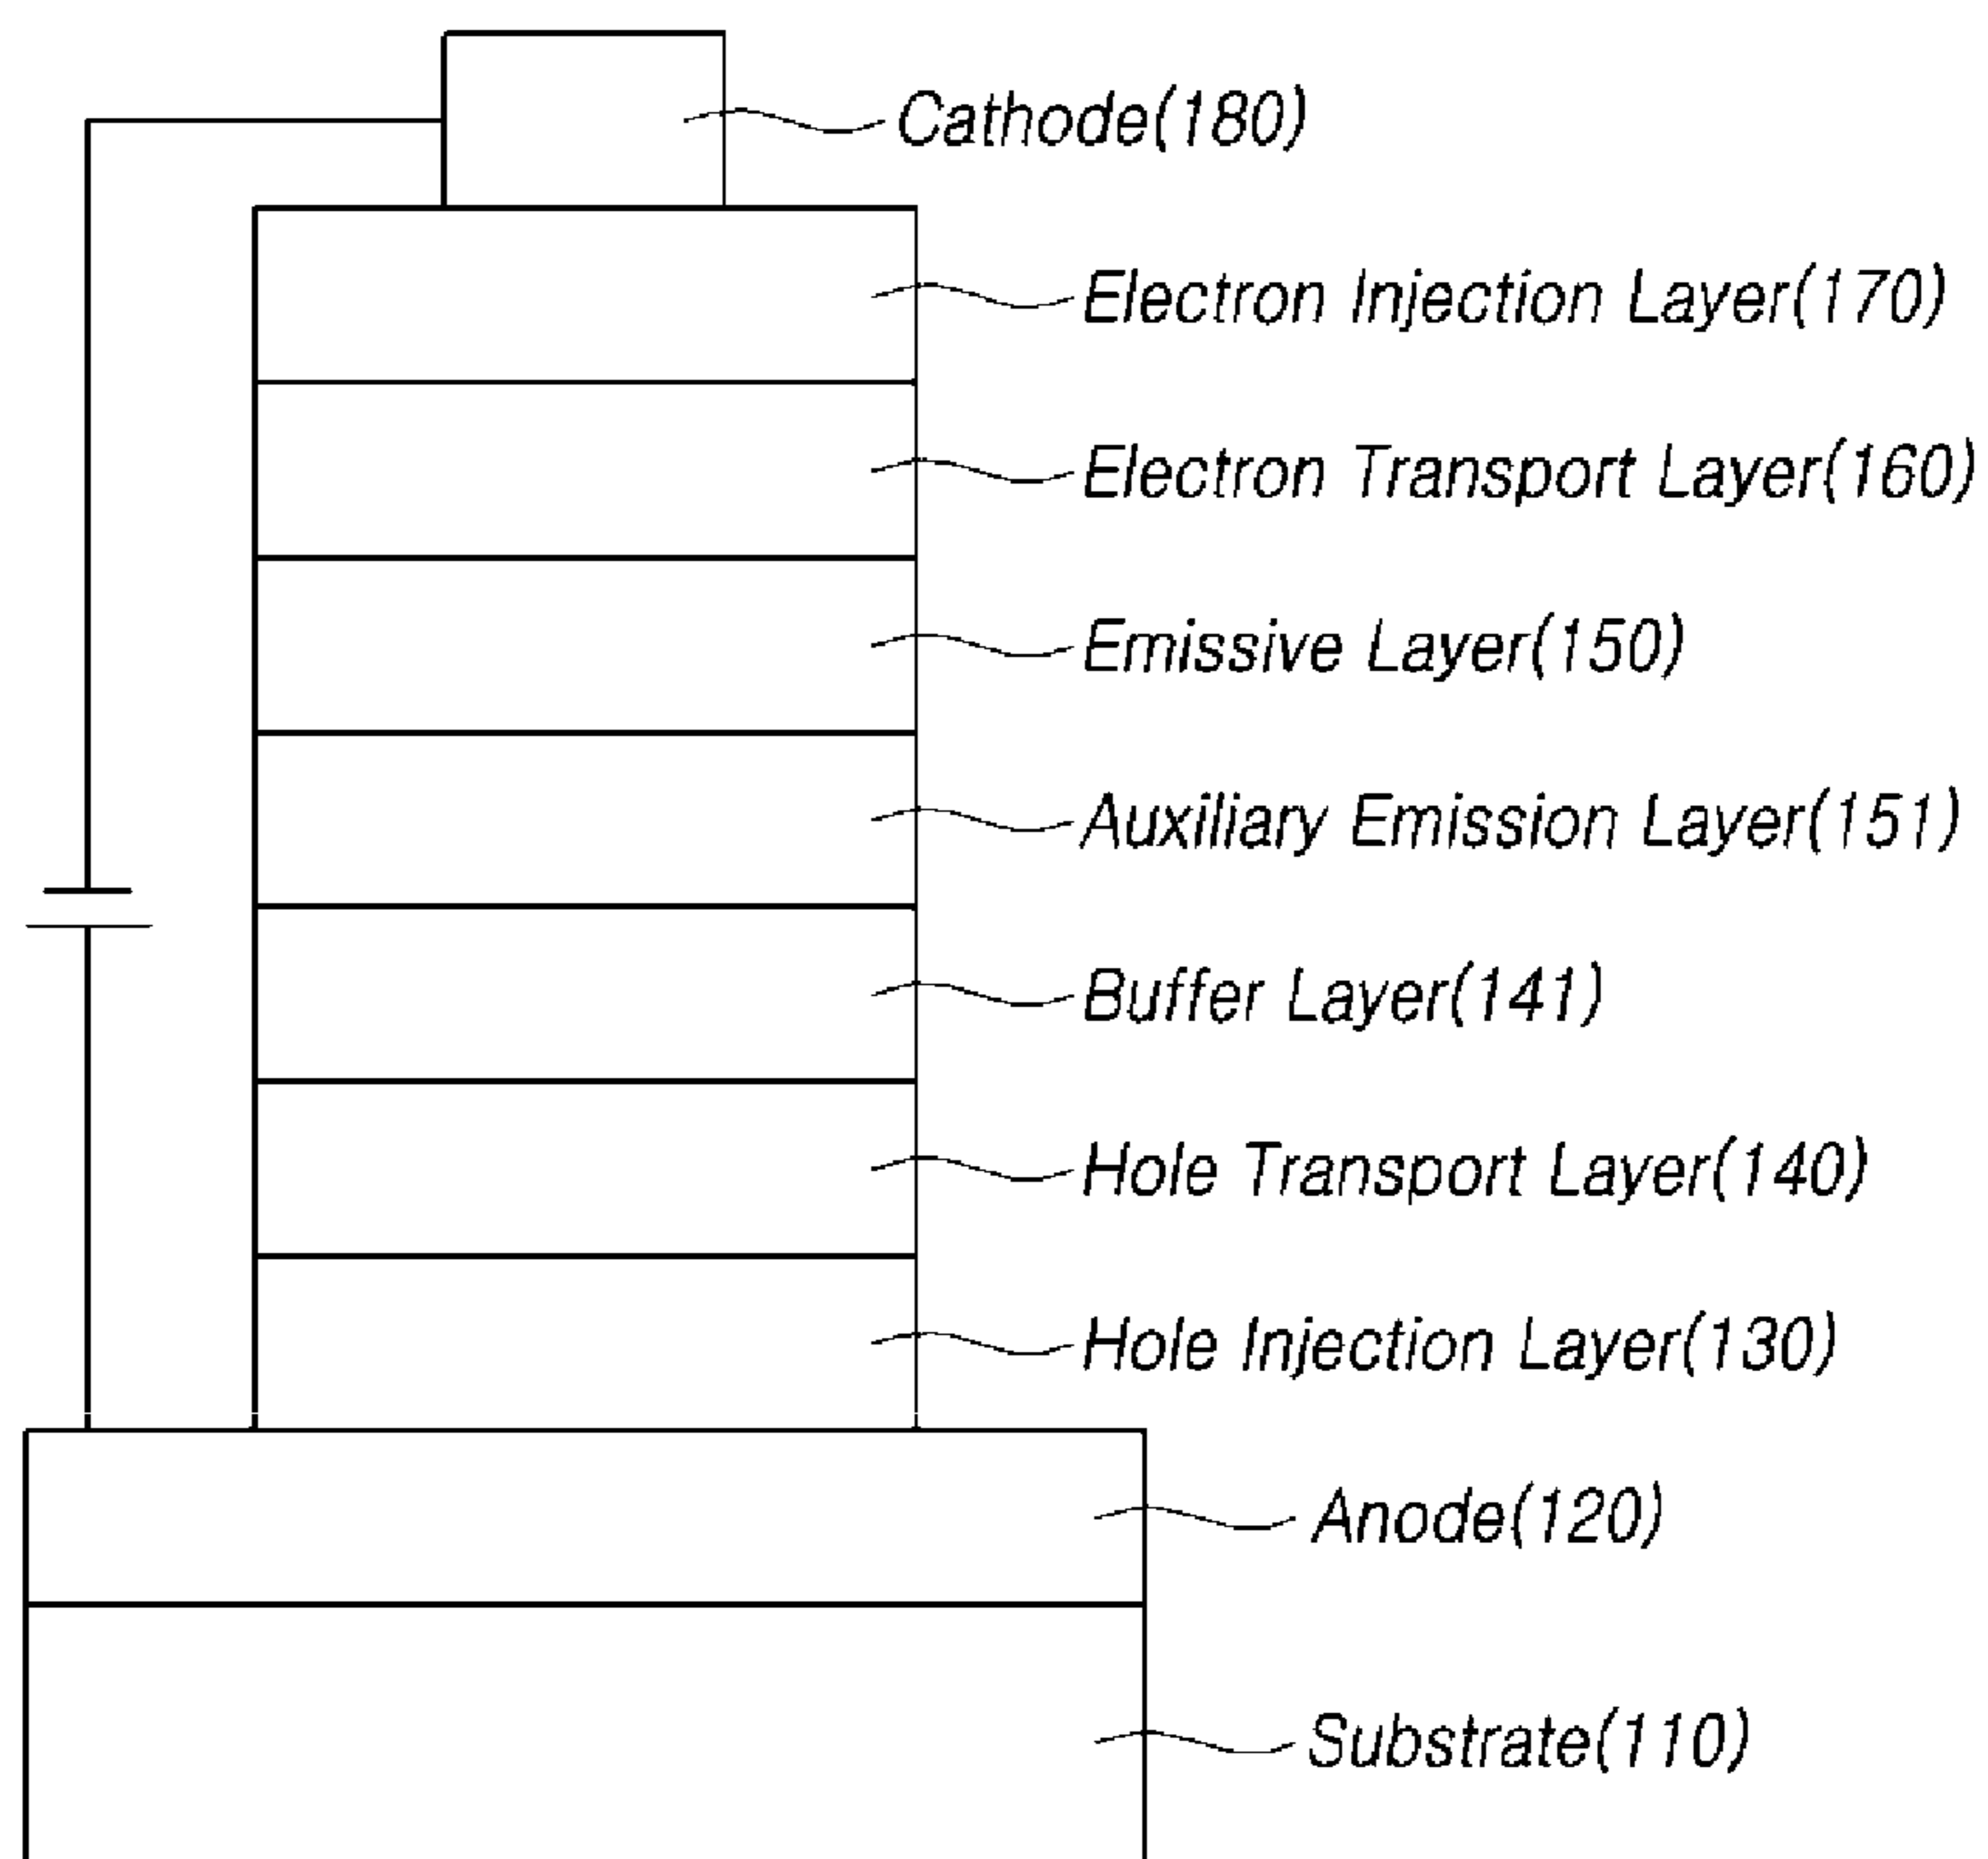 Cathode(180)
Electron Injection Layer(170)
Electron Transport Layer(160)
Emissive Layer(150)
Auxiliary Emission Layer(151)
Buffer Layer(141)
Hole Transport Layer(140)
Hole Injection Layer(130)
Anode(120)
Substrate(110)